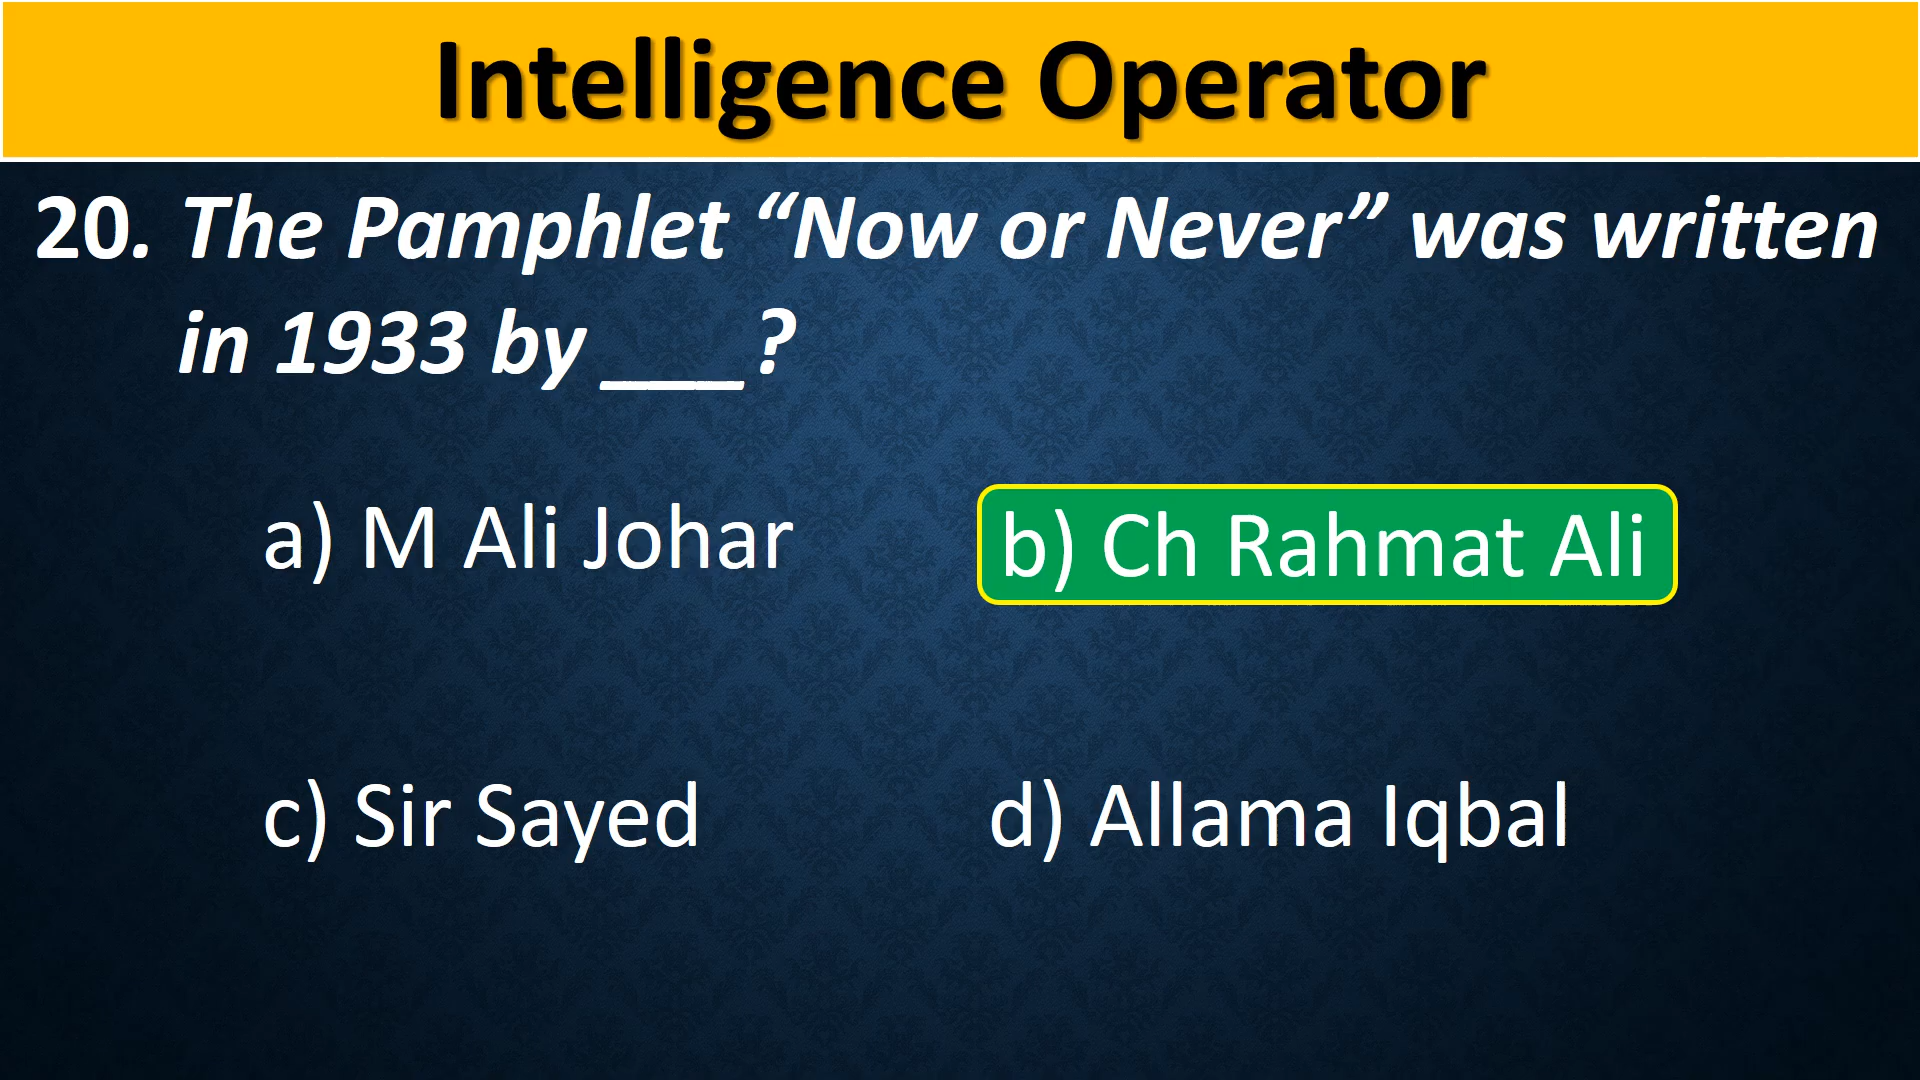 Intelligence Operator
20. The Pamphlet “Now or Never” was written
in 1933 by ___?
a) M Ali Johar
b) Ch Rahmat Ali
c) Sir Sayed
d) Allama Iqbal